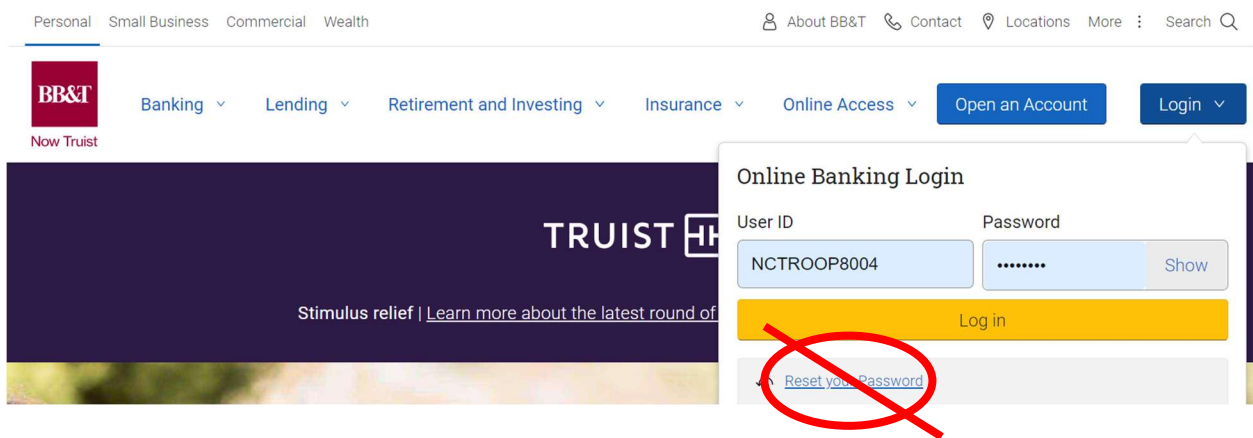 Personal Small Business Commercial Wealth About BB&T Contact Locations More Search
BB&T
Now Truist
Banking Lending Retirement and Investing Insurance Online Access Open an Account Login
Online Banking Login
User ID Password
NCTROOP8004 •••••••• Show
TRUIST
Log in
Stimulus relief | Learn more about the latest round of
Reset your Password